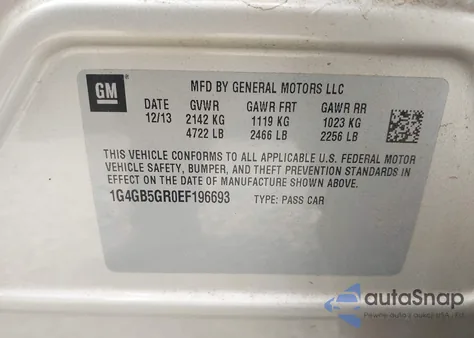 GM
MFD BY GENERAL MOTORS LLC
DATE GVWR GAWR FRT GAWR RR
12/13 2142 KG 1119 KG 1023 KG
4722 LB 2466 LB 2256 LB
THIS VEHICLE CONFORMS TO ALL APPLICABLE U.S. FEDERAL MOTOR
VEHICLE SAFETY, BUMPER, AND THEFT PREVENTION STANDARDS IN
EFFECT ON THE DATE OF MANUFACTURE SHOWN ABOVE.
1G4GB5GR0EF196693 TYPE: PASS CAR
autoSnap